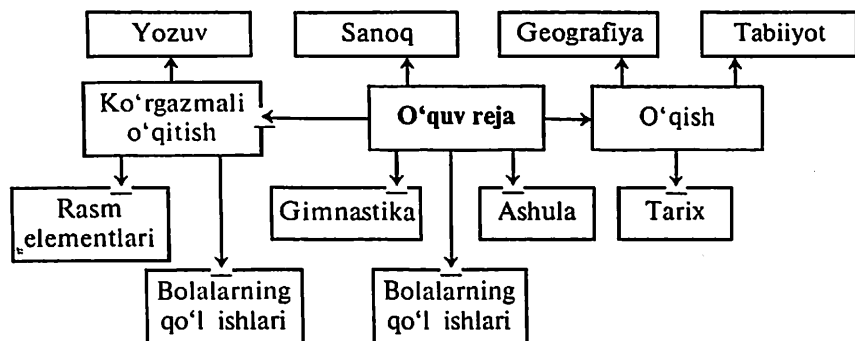 Yozuv
Sanoq
Geografiya
Tabiiyot
Ko‘rgazmali
o‘qitish
O‘quv reja
O‘qish
Rasm
elementlari
Gimnastika
Ashula
Tarix
Bolalarning
qo‘l ishlari
Bolalarning
qo‘l ishlari